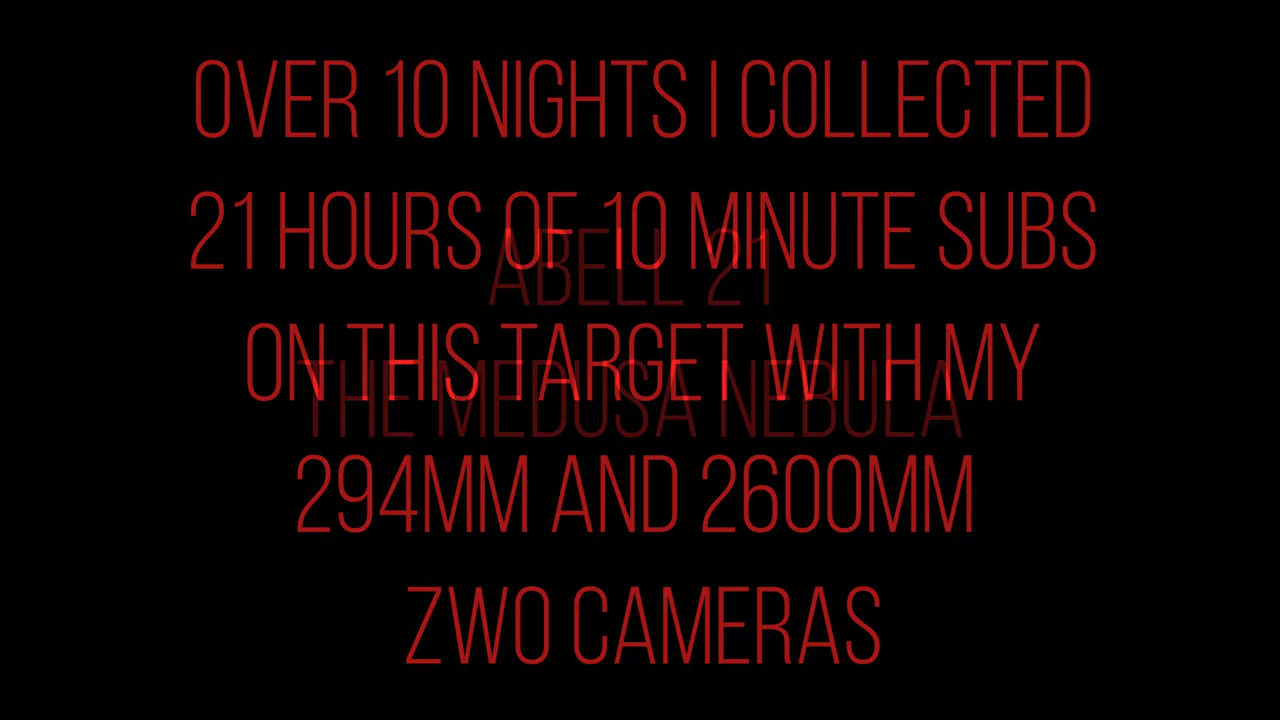 OVER 10 NIGHTS I COLLECTED
21 HOURS OF 10 MINUTE SUBS
ABELL 21
ON THIS TARGET WITH MY
THE MEDUSA NEBULA
294MM AND 2600MM
ZWO CAMERAS